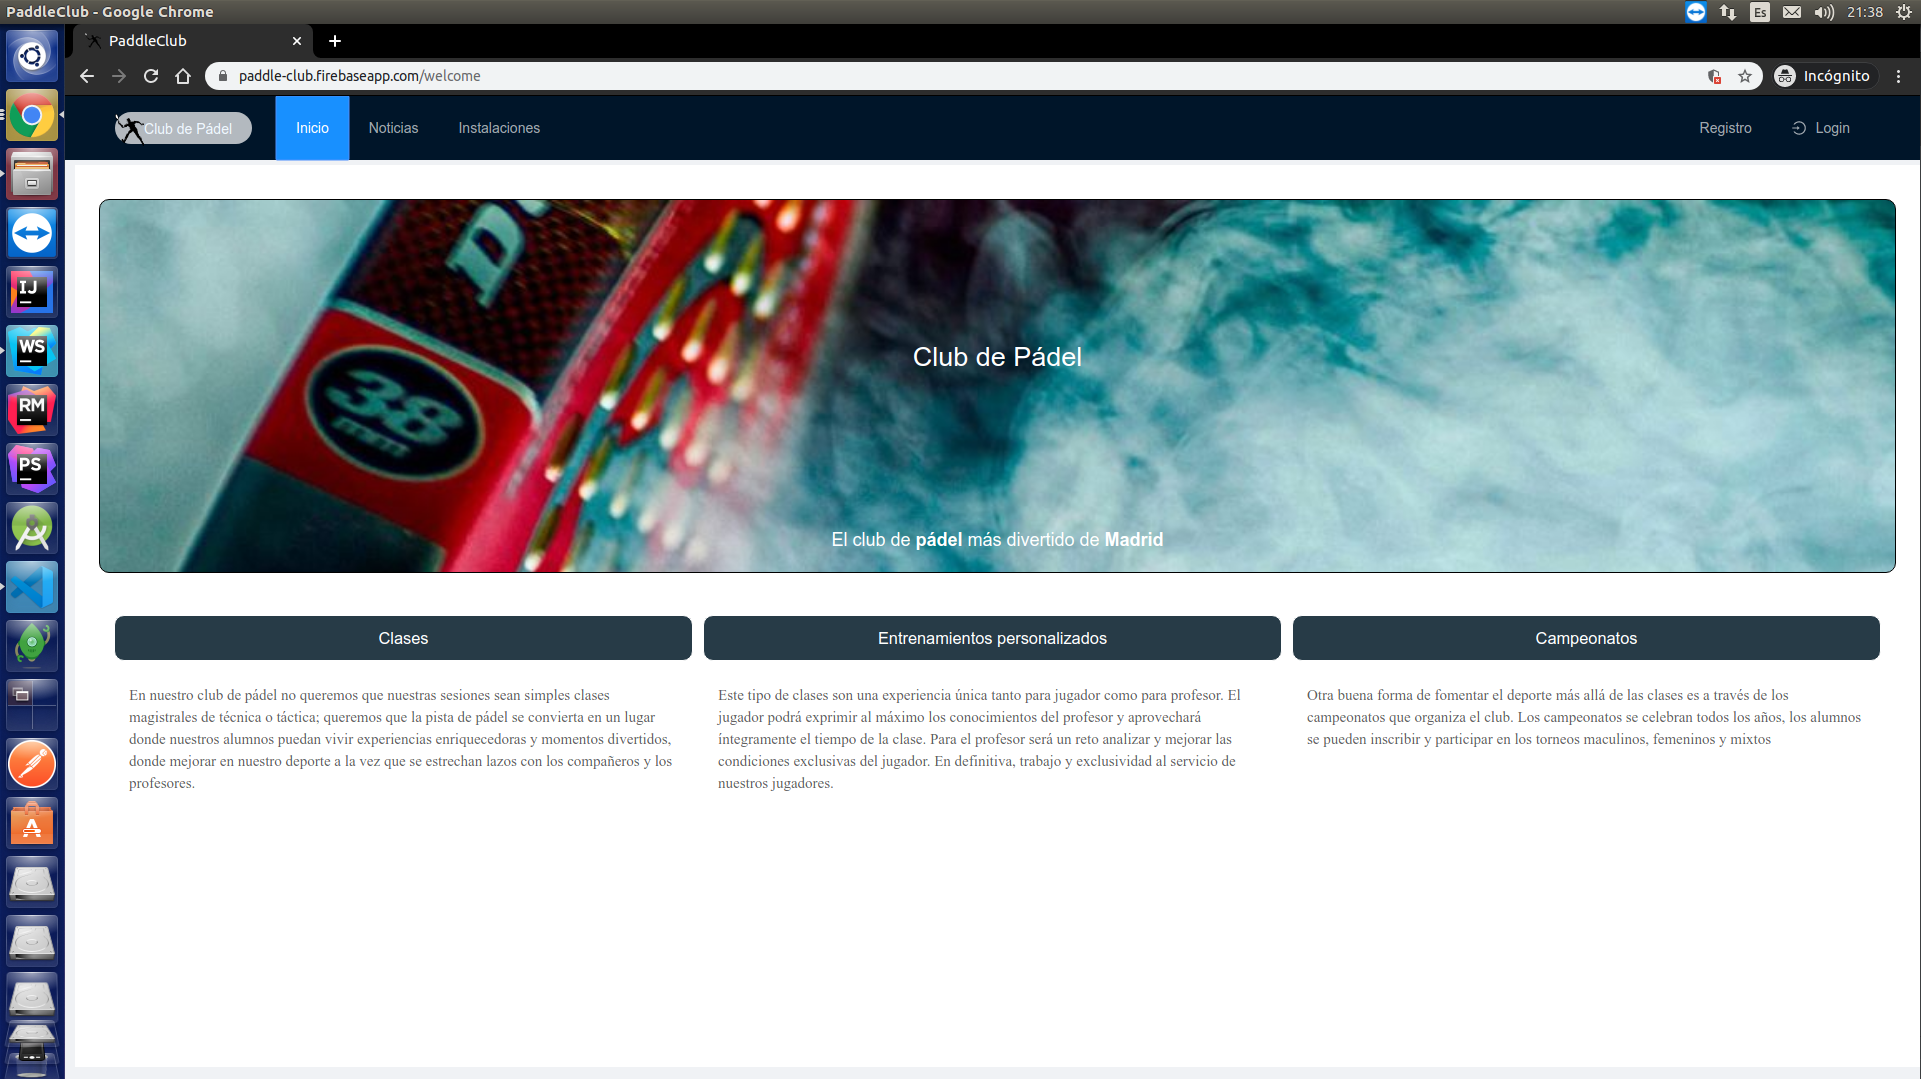 PaddleClub - Google Chrome
Es
21:38
PaddleClub
paddle-club.firebaseapp.com/welcome
Incógnito
Club de Pádel
Inicio
Noticias
Instalaciones
Registro
Login
38
mm
Club de Pádel
El club de pádel más divertido de Madrid
Clases
En nuestro club de pádel no queremos que nuestras sesiones sean simples clases
magistrales de técnica o táctica; queremos que la pista de pádel se convierta en un lugar
donde nuestros alumnos puedan vivir experiencias enriquecedoras y momentos divertidos,
donde mejorar en nuestro deporte a la vez que se estrechan lazos con los compañeros y los
profesores.
Entrenamientos personalizados
Este tipo de clases son una experiencia única tanto para jugador como para profesor. El
jugador podrá exprimir al máximo los conocimientos del profesor y aprovechará
íntegramente el tiempo de la clase. Para el profesor será un reto analizar y mejorar las
condiciones exclusivas del jugador. En definitiva, trabajo y exclusividad al servicio de
nuestros jugadores.
Campeonatos
Otra buena forma de fomentar el deporte más allá de las clases es a través de los
campeonatos que organiza el club. Los campeonatos se celebran todos los años, los alumnos
se pueden inscribir y participar en los torneos maculinos, femeninos y mixtos
IJ
WS
RM
PS